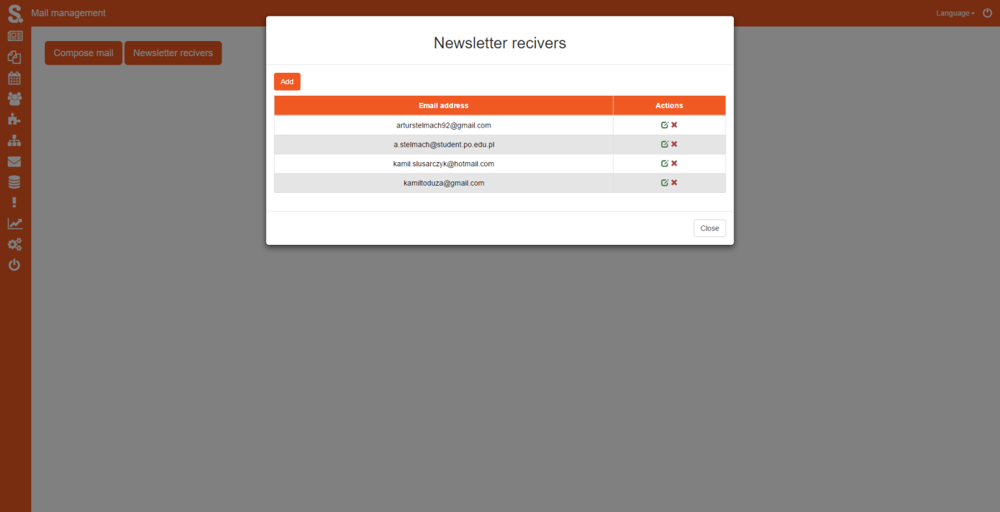 S. Mail management
Language
Compose mail
Newsletter recivers
Newsletter recivers
Add
Email address Actions
arturstelmach92@gmail.com
a.stelmach@student.po.edu.pl
kamil.slusarczyk@hotmail.com
kamiltoduza@gmail.com
Close